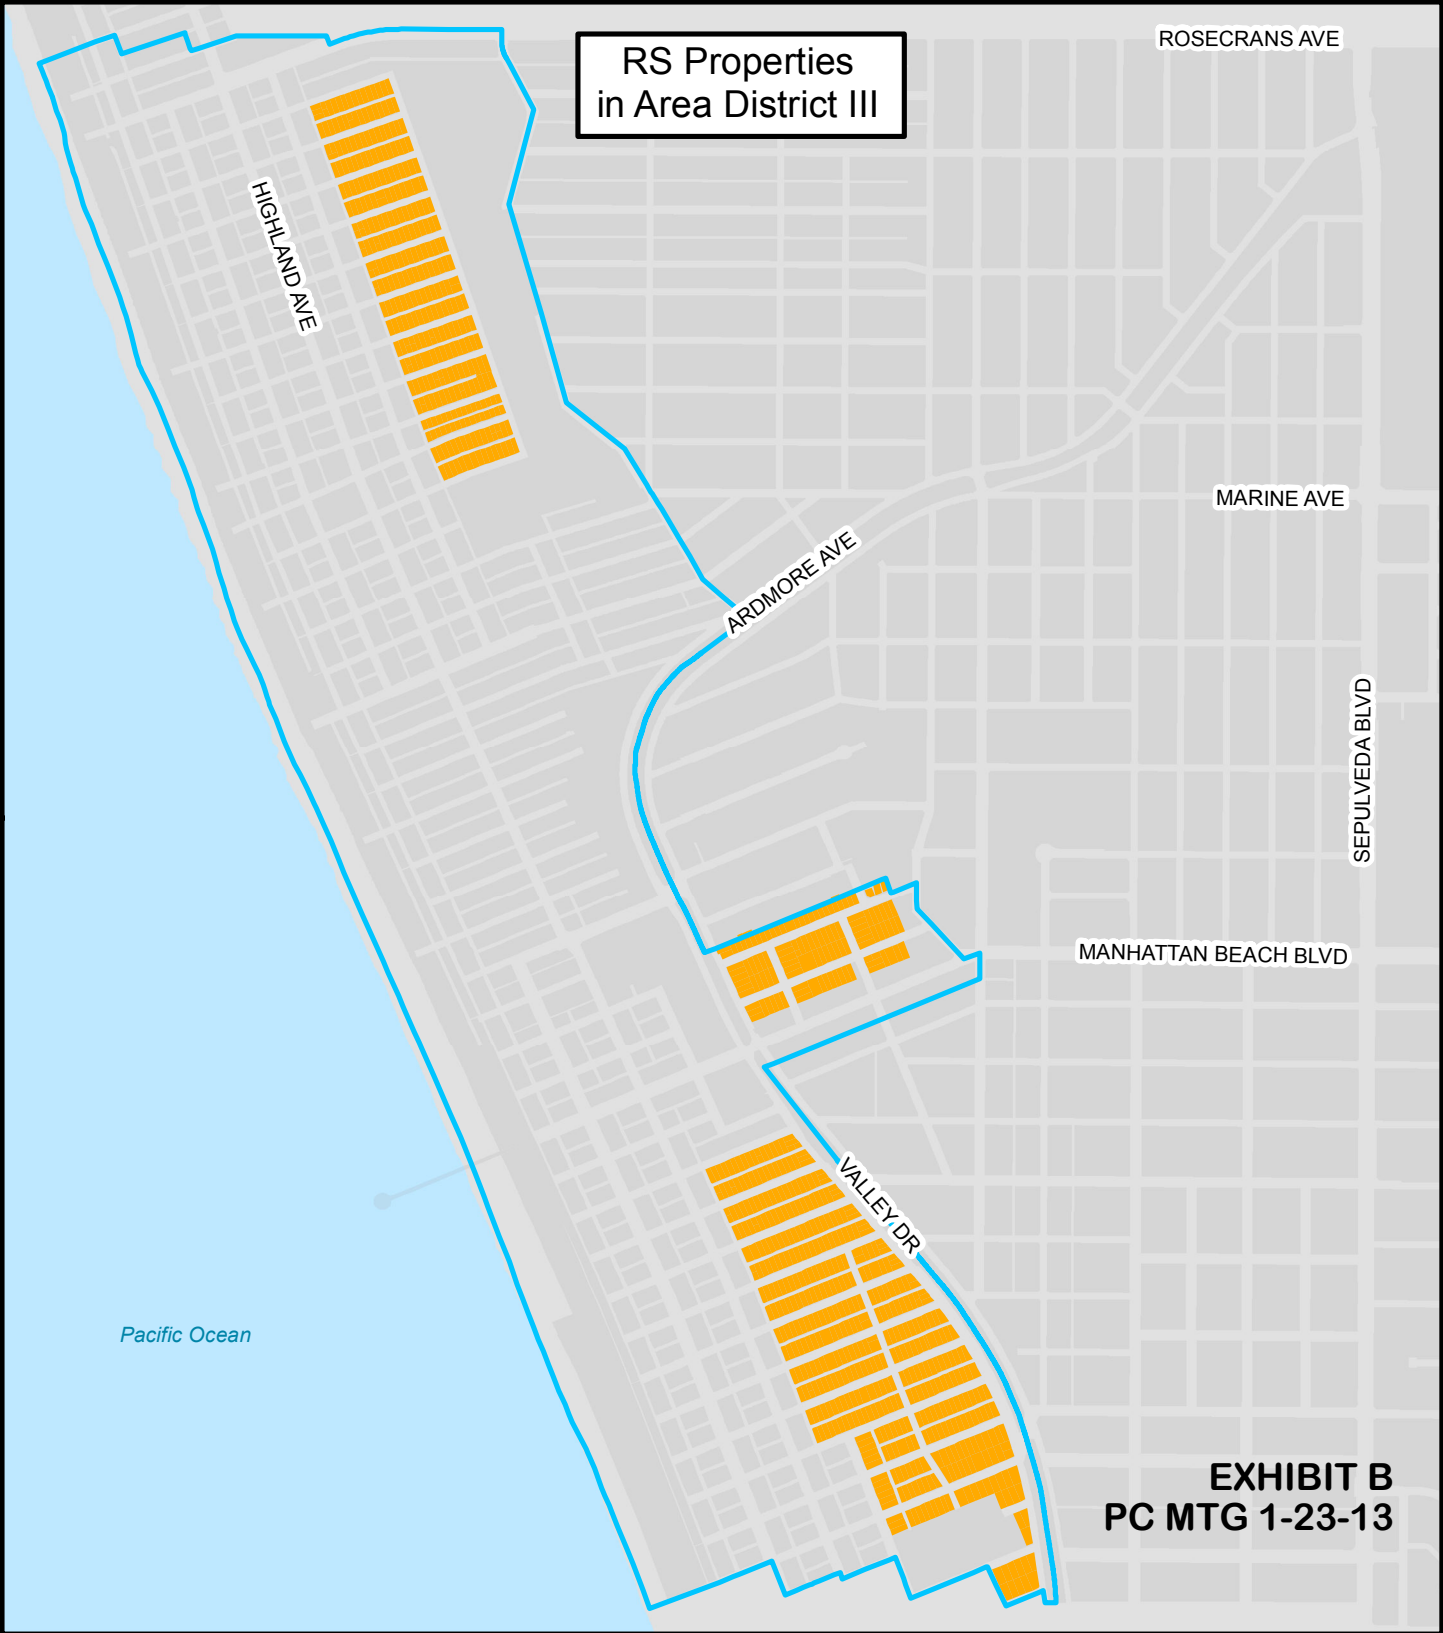 ROSECRANS AVE
RS Properties
in Area District III
HIGHLAND AVE
MARINE AVE
ARDMORE AVE
SEPULVEDA BLVD
MANHATTAN BEACH BLVD
VALLEY DR
Pacific Ocean
EXHIBIT B
PC MTG 1-23-13